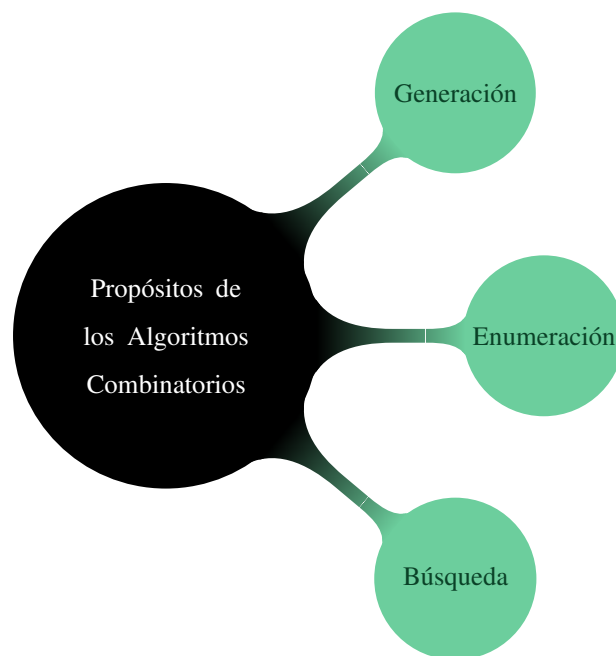 Propósitos de
los Algoritmos
Combinatorios
Generación
Enumeración
Búsqueda